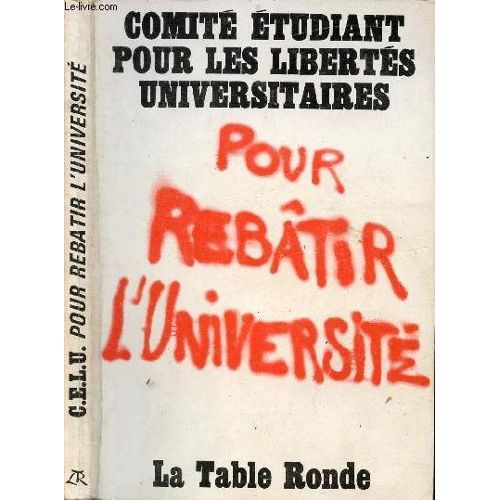 Le-livre.com
COMITÉ ÉTUDIANT
POUR LES LIBERTÉS
UNIVERSITAIRES
POUR
REBÂTIR
L'UNIVERSITÉ
La Table Ronde
C.E.L.U. POUR REBATIR L'UNIVERSITÉ
TR